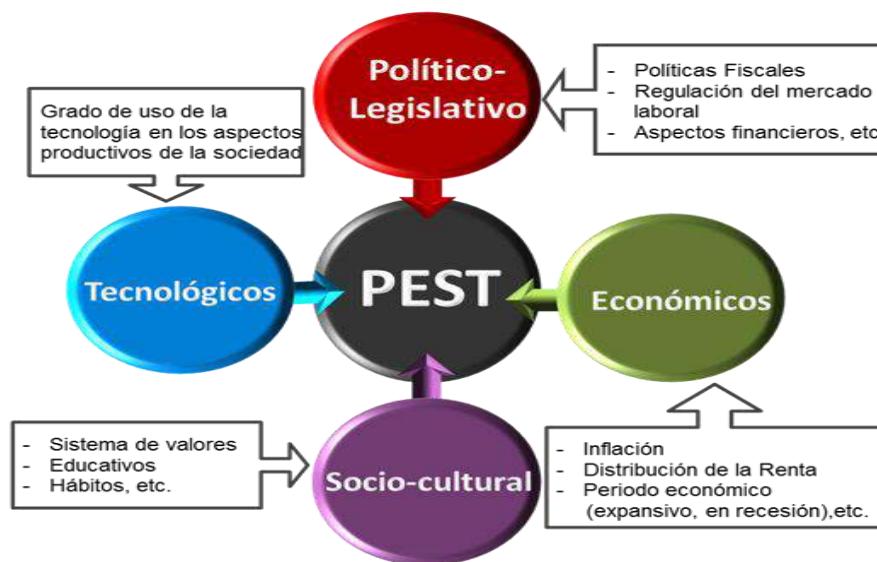 Político-
Legislativo
- Políticas Fiscales
- Regulación del mercado
laboral
- Aspectos financieros, etc
Grado de uso de la
tecnología en los aspectos
productivos de la sociedad
Tecnológicos
PEST
Económicos
- Sistema de valores
- Educativos
- Hábitos, etc.
Socio-cultural
- Inflación
- Distribución de la Renta
- Periodo económico
(expansivo, en recesión),etc.